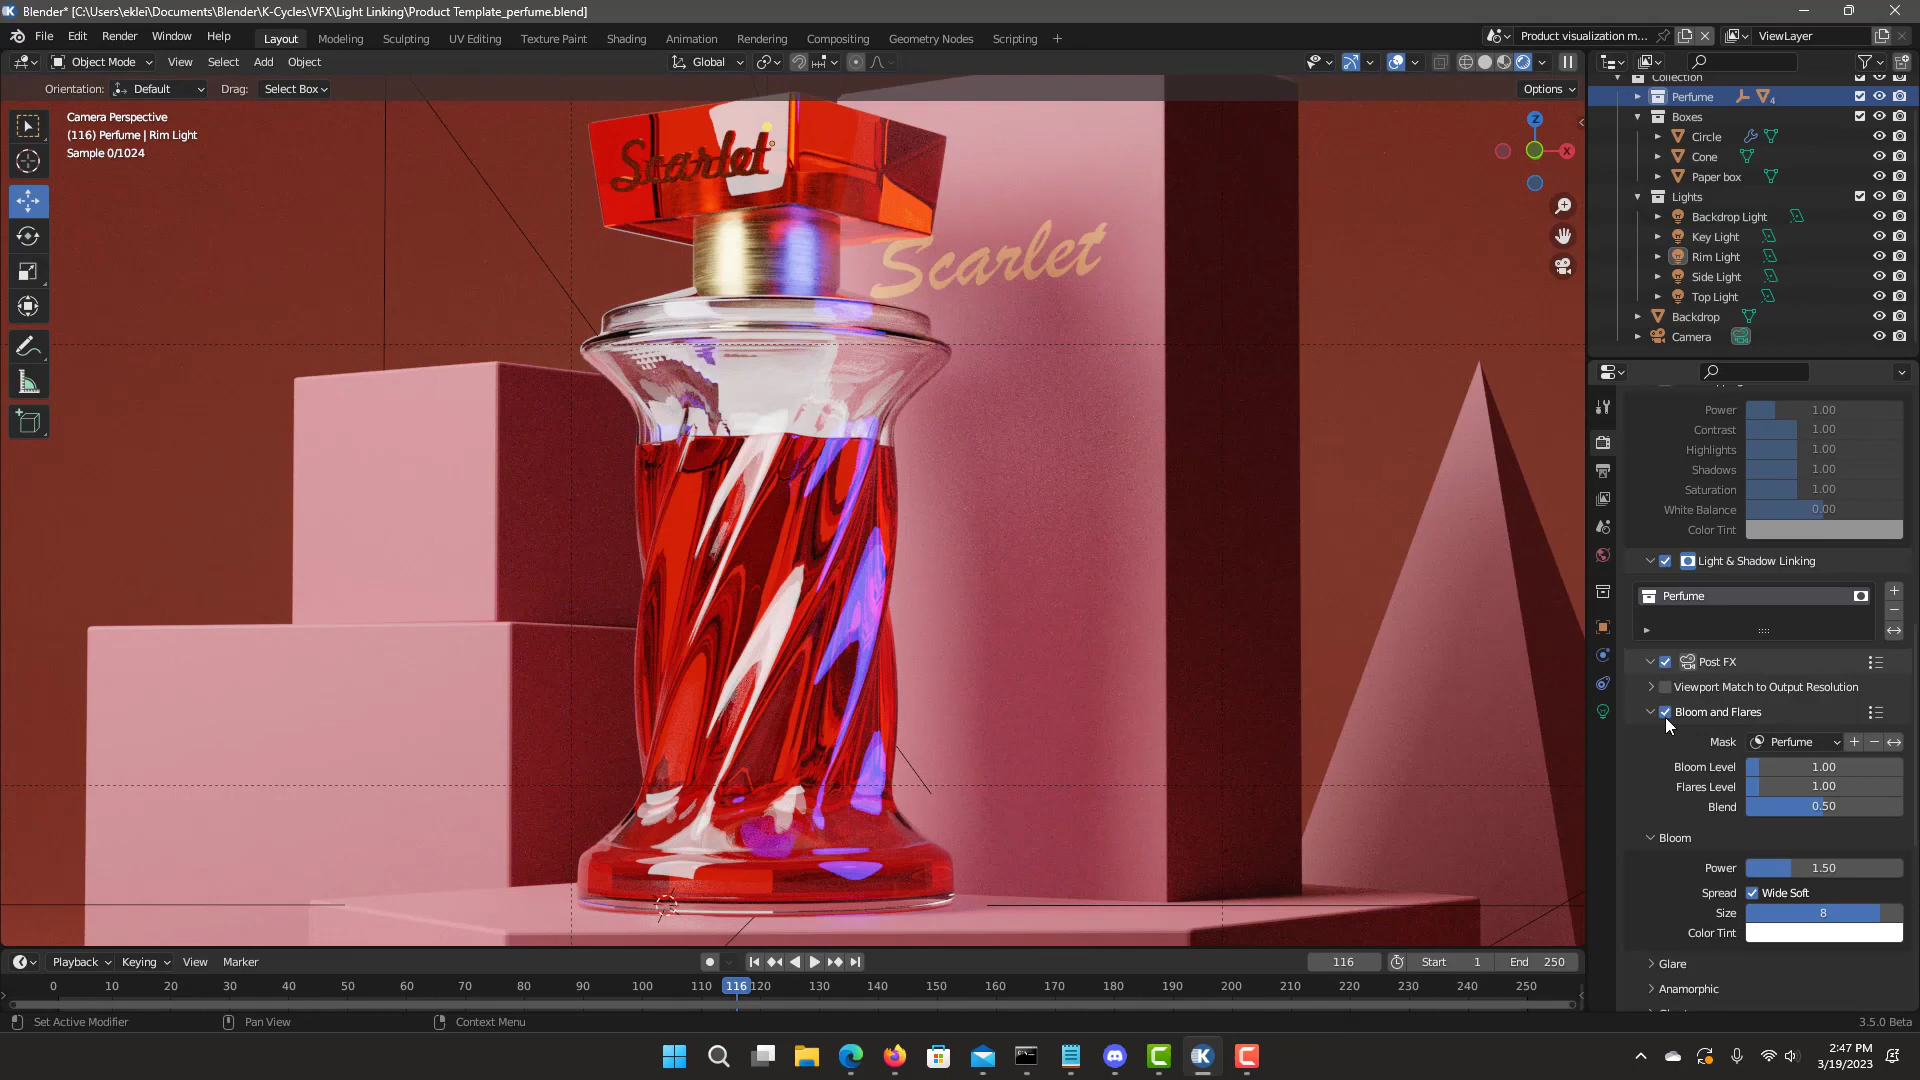 Blender* [C:\Users\eklei\Documents\Blender\K-Cycles\VFX\Light Linking\Product Template_perfume.blend]
File Edit Render Window Help Layout Modeling Sculpting UV Editing Texture Paint Shading Animation Rendering Compositing Geometry Nodes Scripting + Product visualization m... ViewLayer
Object Mode View Select Add Object Global
Orientation: Default Drag: Select Box Options
Camera Perspective
(116) Perfume | Rim Light
Sample 0/1024
Z
X
Scarlet
Scarlet
Collection
Perfume 4
Boxes
Circle
Cone
Paper box
Lights
Backdrop Light
Key Light
Rim Light
Side Light
Top Light
Backdrop
Camera
Power 1.00
Contrast 1.00
Highlights 1.00
Shadows 1.00
Saturation 1.00
White Balance 0.00
Color Tint
Light & Shadow Linking
Perfume
Post FX
Viewport Match to Output Resolution
Bloom and Flares
Mask Perfume
Bloom Level 1.00
Flares Level 1.00
Blend 0.50
Bloom
Power 1.50
Spread Wide Soft
Size 8
Color Tint
Glare
Anamorphic
Playback Keying View Marker 116 Start 1 End 250
0 10 20 30 40 50 60 70 80 90 100 110 116 120 130 140 150 160 170 180 190 200 210 220 230 240 250
Set Active Modifier Pan View Context Menu 3.5.0 Beta
2:47 PM
3/19/2023